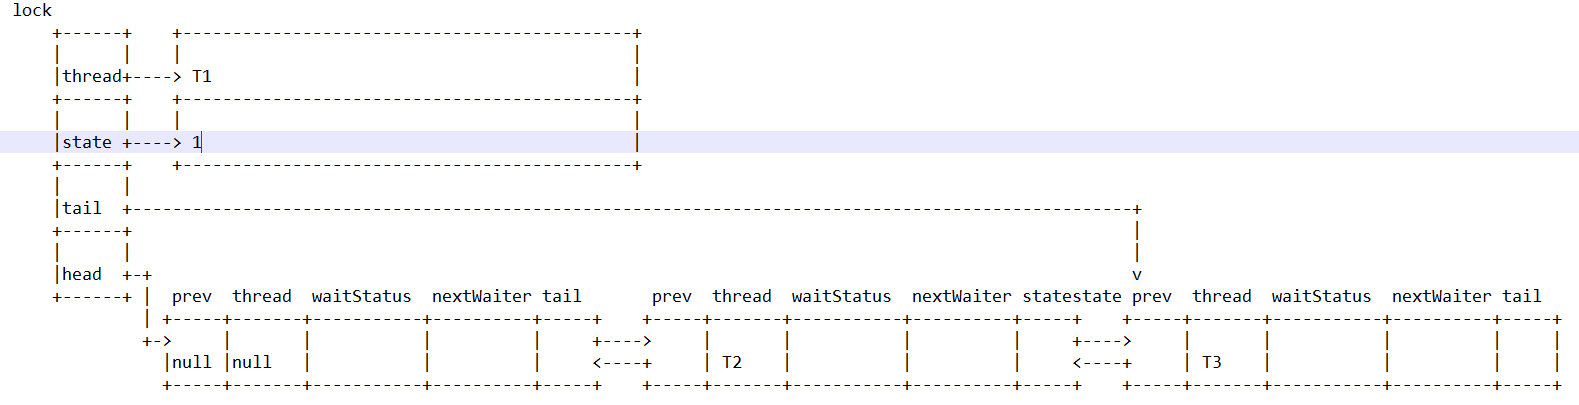 lock
+------+ +---------------------------------------------+
| | | |
|thread+----> T1 |
+------+ +---------------------------------------------+
| | | |
|state +----> 1 |
+------+ +---------------------------------------------+
| |
|tail +----------------------------------------------------------------------------------------------------+
+------+ |
| | |
|head +-+ v
+------+ | prev thread waitStatus nextWaiter tail prev thread waitStatus nextWaiter statestate prev thread waitStatus nextWaiter tail
| +-----+-------+-----------+----------+-----+ +-----+-------+-----------+----------+-----+ +-----+-------+-----------+----------+-----+
+-> | | | | +----> | | | | +----> | | | | |
|null |null | | | <----+ | T2 | | | <----+ | T3 | | | |
+-----+-------+-----------+----------+-----+ +-----+-------+-----------+----------+-----+ +-----+-------+-----------+----------+-----+